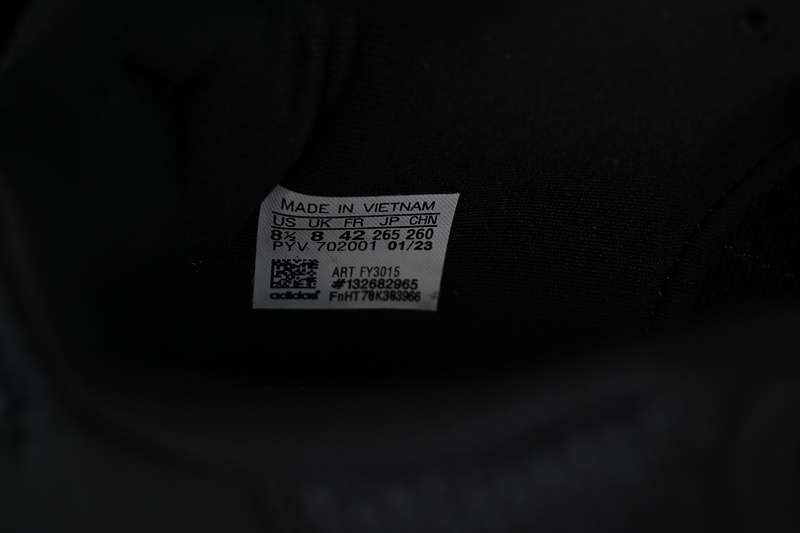 MADE IN VIETNAM
US UK FR JP CHN
8½ 8 42 265 260
PYV 702001 01/23
ART FY3015
#132682965
adidas FnHT78K383966